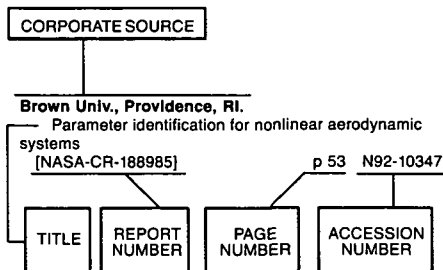 CORPORATE SOURCE
Brown Univ., Providence, RI.
Parameter identification for nonlinear aerodynamic
systems
[NASA-CR-188985} p 53 N92-10347
TITLE
REPORT
NUMBER
PAGE
NUMBER
ACCESSION
NUMBER